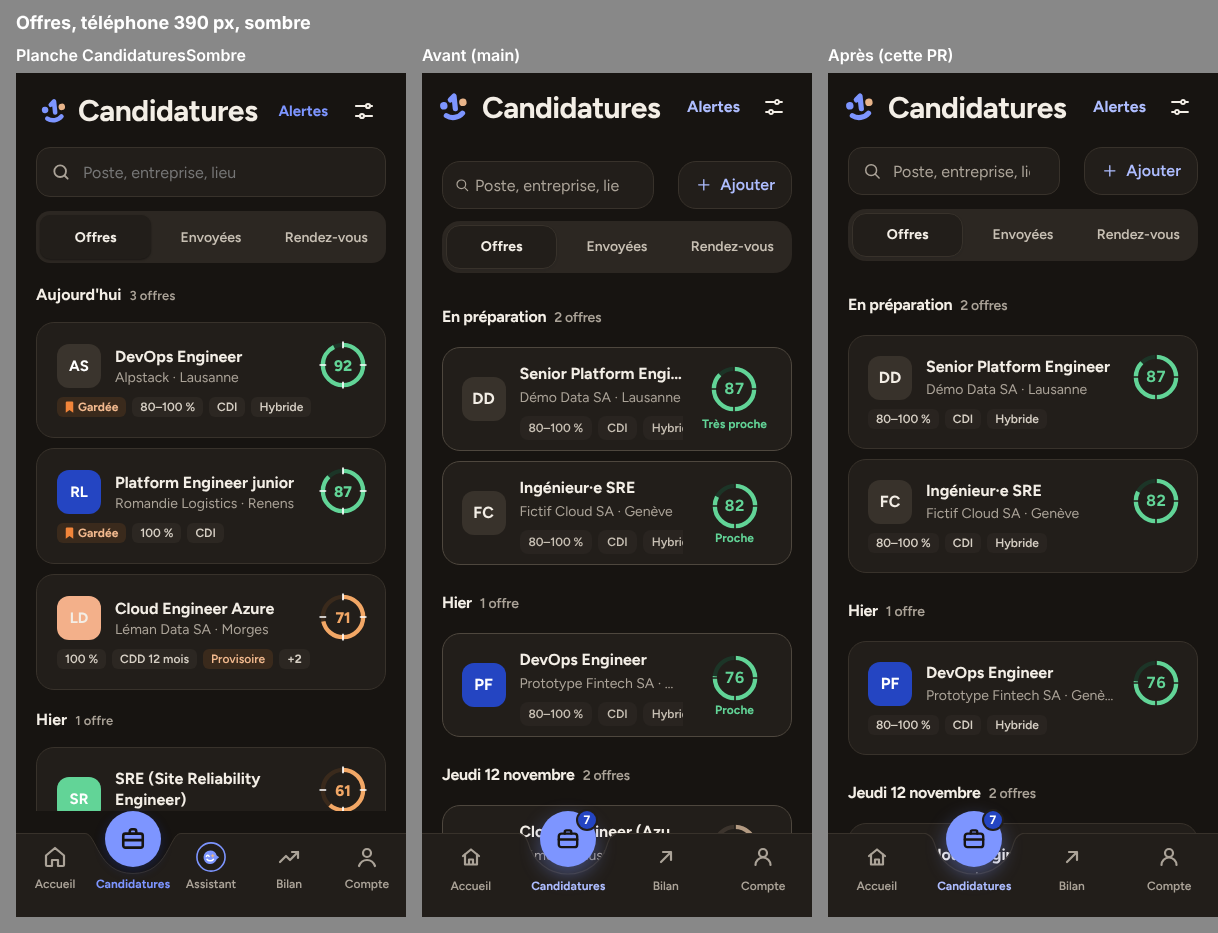 Offres, téléphone 390 px, sombre
Planche CandidaturesSombre
Candidatures
Alertes
Poste, entreprise, lieu
Offres
Envoyées
Rendez-vous
Aujourd'hui 3 offres
AS
DevOps Engineer
Alpstack · Lausanne
92
Gardée
80–100 %
CDI
Hybride
RL
Platform Engineer junior
Romandie Logistics · Renens
87
Gardée
100 %
CDI
LD
Cloud Engineer Azure
Léman Data SA · Morges
71
100 %
CDD 12 mois
Provisoire
+2
Hier 1 offre
SR
SRE (Site Reliability
Engineer)
61
Accueil
Candidatures
Assistant
Bilan
Compte
Avant (main)
Candidatures
Alertes
Poste, entreprise, lie
+ Ajouter
Offres
Envoyées
Rendez-vous
En préparation 2 offres
DD
Senior Platform Engi...
Démo Data SA · Lausanne
80–100 %
CDI
Hybri
87
Très proche
FC
Ingénieur·e SRE
Fictif Cloud SA · Genève
80–100 %
CDI
Hybri
82
Proche
Hier 1 offre
PF
DevOps Engineer
Prototype Fintech SA · ...
80–100 %
CDI
Hybri
76
Proche
Jeudi 12 novembre 2 offres
7
Accueil
Candidatures
Bilan
Compte
Après (cette PR)
Candidatures
Alertes
Poste, entreprise, li
+ Ajouter
Offres
Envoyées
Rendez-vous
En préparation 2 offres
DD
Senior Platform Engineer
Démo Data SA · Lausanne
87
80–100 %
CDI
Hybride
FC
Ingénieur·e SRE
Fictif Cloud SA · Genève
82
80–100 %
CDI
Hybride
Hier 1 offre
PF
DevOps Engineer
Prototype Fintech SA · Genè...
76
80–100 %
CDI
Hybride
Jeudi 12 novembre 2 offres
7
Accueil
Candidatures
Bilan
Compte